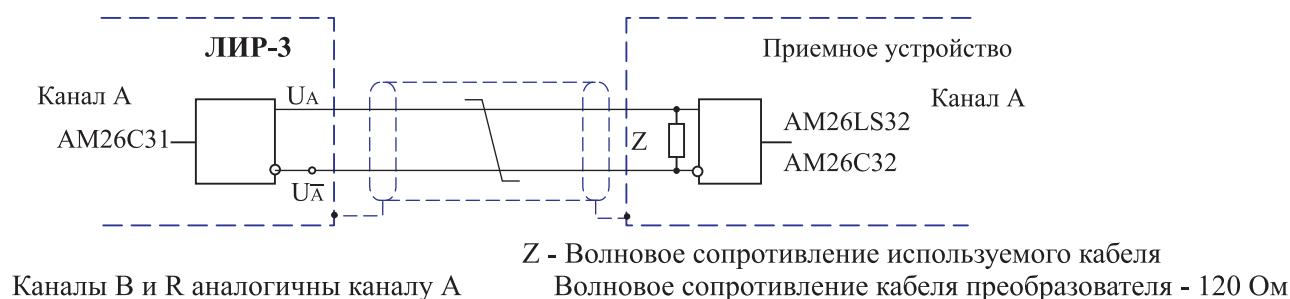 ЛИР-3
Приемное устройство
Канал А
UA
Канал А
AM26C31
Z
AM26LS32
AM26C32
UA̅
Z - Волновое сопротивление используемого кабеля
Каналы В и R аналогичны каналу А
Волновое сопротивление кабеля преобразователя - 120 Ом